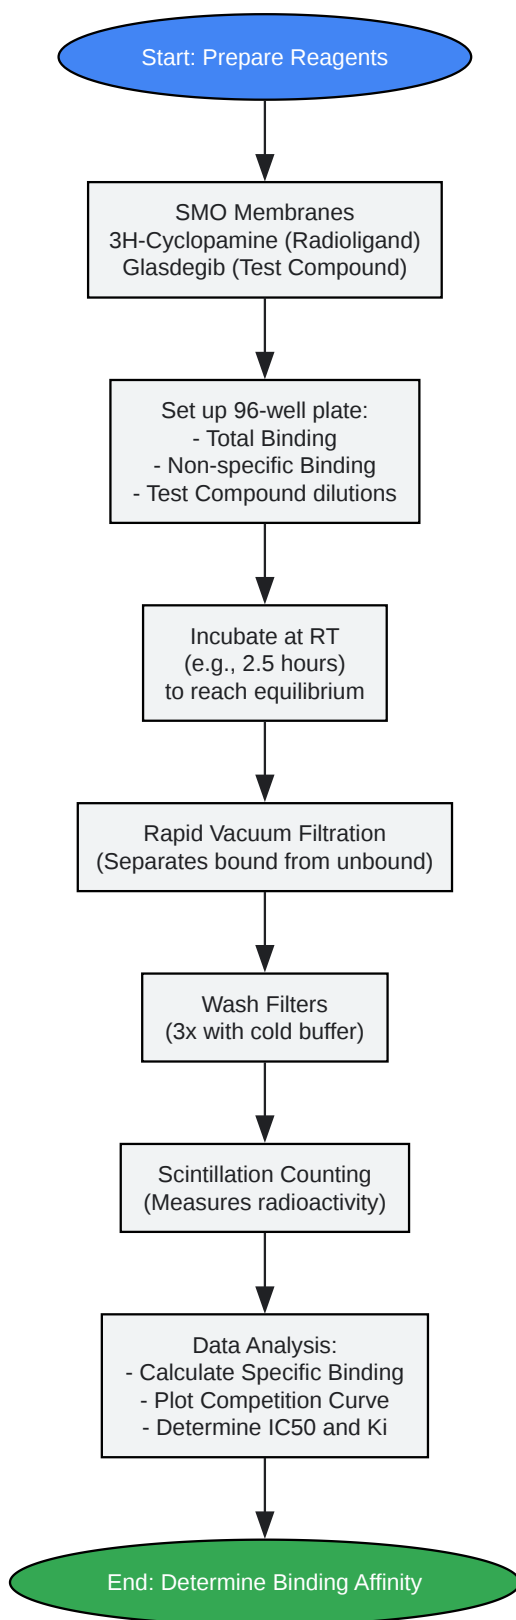 Start: Prepare Reagents
SMO Membranes
3H-Cyclopamine (Radioligand)
Glasdegib (Test Compound)
Set up 96-well plate:
- Total Binding
- Non-specific Binding
- Test Compound dilutions
Incubate at RT
(e.g., 2.5 hours)
to reach equilibrium
Rapid Vacuum Filtration
(Separates bound from unbound)
Wash Filters
(3x with cold buffer)
Scintillation Counting
(Measures radioactivity)
Data Analysis:
- Calculate Specific Binding
- Plot Competition Curve
- Determine IC50 and Ki
End: Determine Binding Affinity